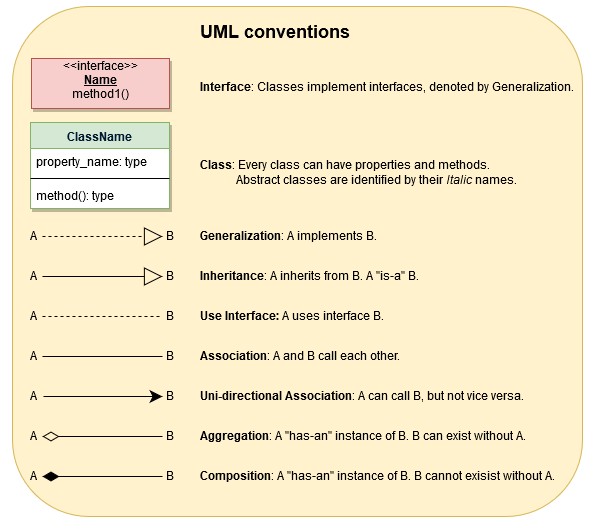 UML conventions
<<interface>>
Name
method1()
Interface: Classes implement interfaces, denoted by Generalization.
ClassName
property_name: type
method(): type
Class: Every class can have properties and methods.
Abstract classes are identified by their Italic names.
A B Generalization: A implements B.
A B Inheritance: A inherits from B. A "is-a" B.
A B Use Interface: A uses interface B.
A B Association: A and B call each other.
A B Uni-directional Association: A can call B, but not vice versa.
A B Aggregation: A "has-an" instance of B. B can exist without A.
A B Composition: A "has-an" instance of B. B cannot exisist without A.